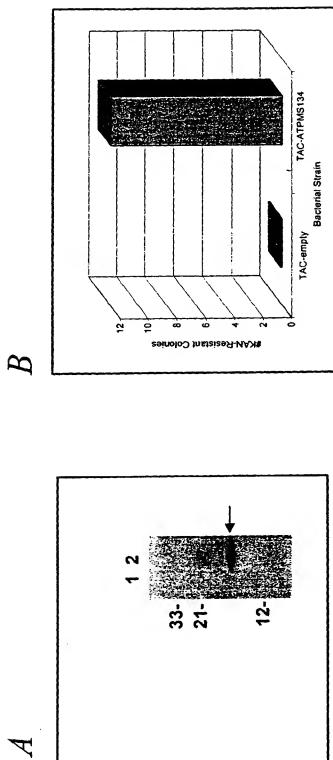 A
1 2
33-
21-
12-
B
#KAN-Resistant Colonies
12
10
8
6
4
2
0
TAC-empty
TAC-ATPMS134
Bacterial Strain